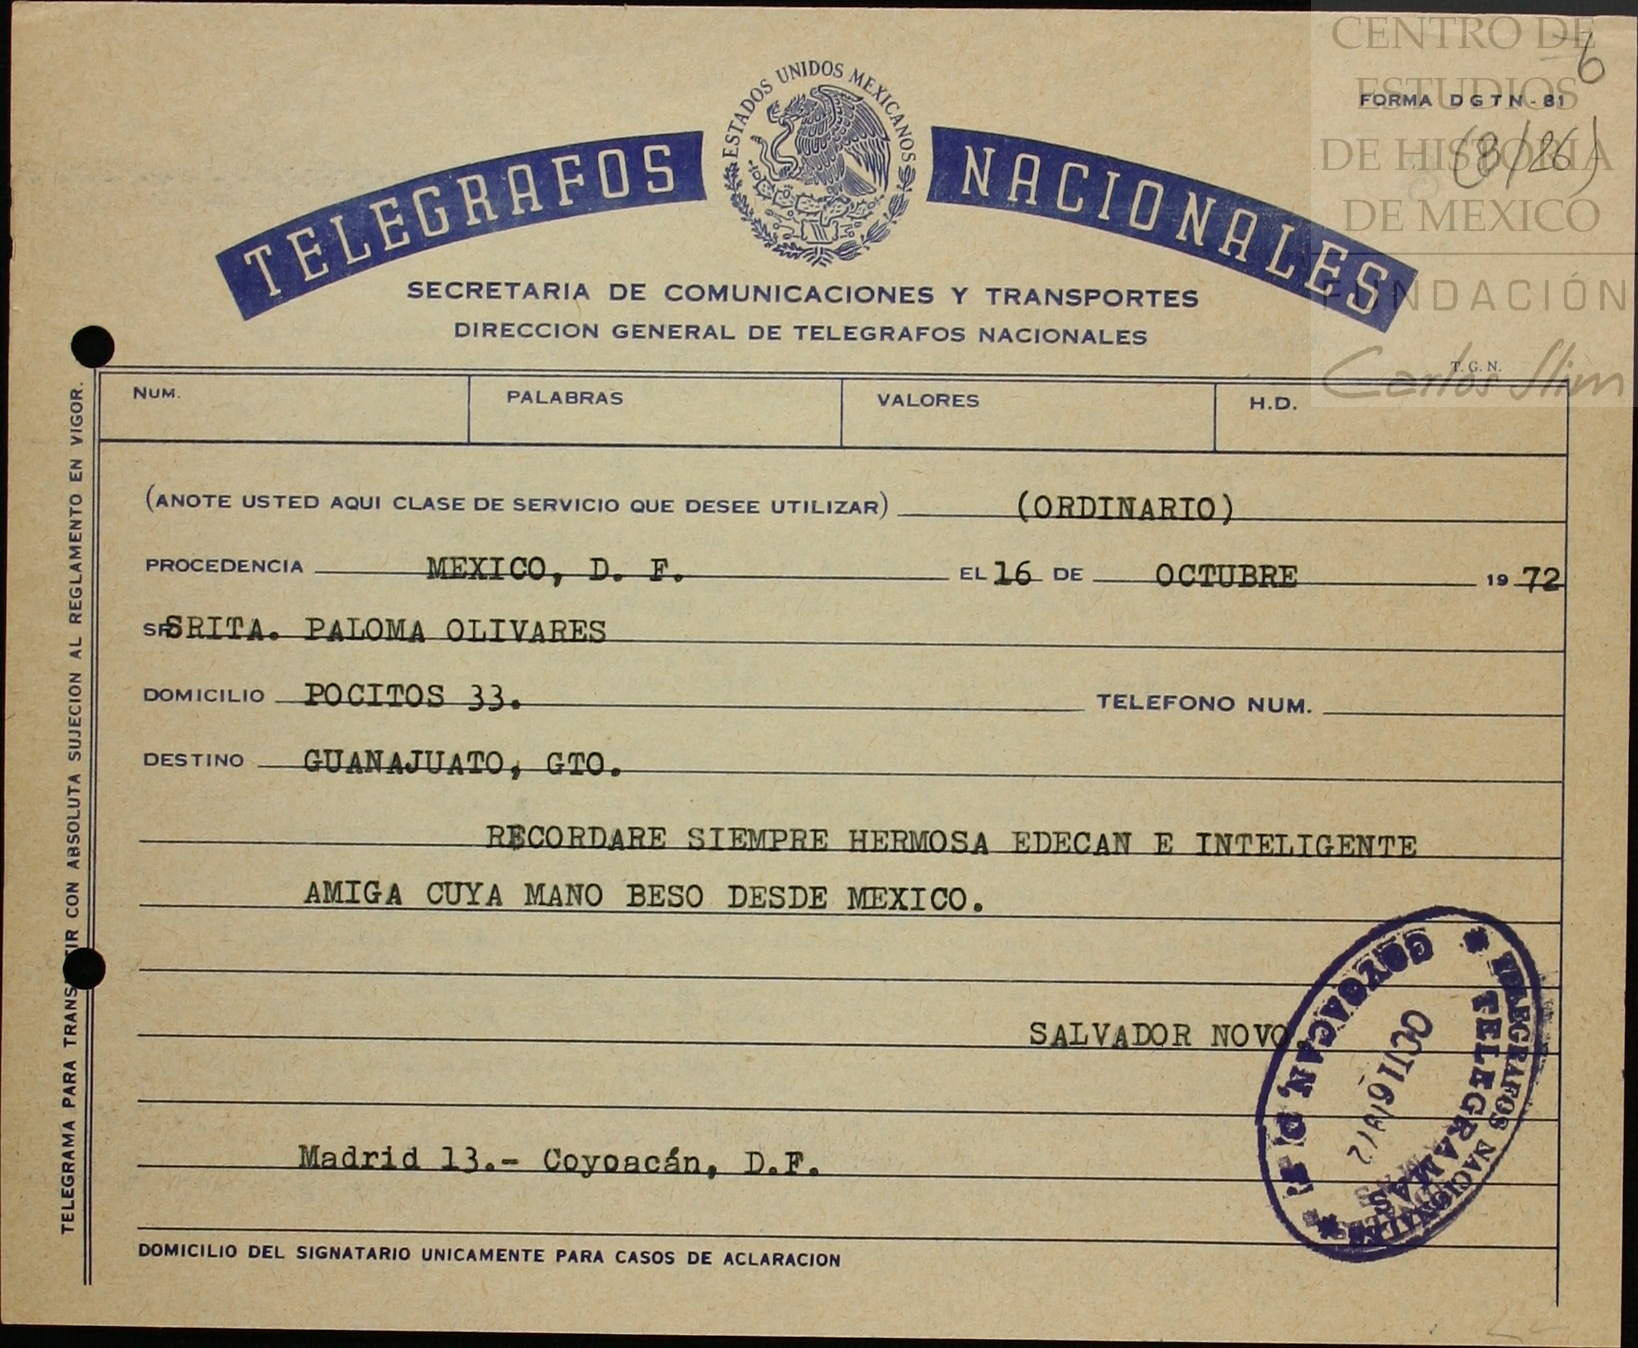 CENTRO DE
ESTUDIOS
DE HISTORIA
DE MEXICO
FUNDACIÓN
Carlos Slim
6
FORMA DGTN-81
(8/26)
ESTADOS UNIDOS MEXICANOS
TELEGRAFOS NACIONALES
SECRETARIA DE COMUNICACIONES Y TRANSPORTES
DIRECCION GENERAL DE TELEGRAFOS NACIONALES
T. G. N.
NUM. PALABRAS VALORES H.D.
(ANOTE USTED AQUI CLASE DE SERVICIO QUE DESEE UTILIZAR) (ORDINARIO)
PROCEDENCIA MEXICO, D. F. EL 16 DE OCTUBRE 19 72
SR SRITA. PALOMA OLIVARES
DOMICILIO POCITOS 33. TELEFONO NUM.
DESTINO GUANAJUATO, GTO.
RECORDARE SIEMPRE HERMOSA EDECAN E INTELIGENTE
AMIGA CUYA MANO BESO DESDE MEXICO.
SALVADOR NOVO.
Madrid 13.- Coyoacán, D.F.
DOMICILIO DEL SIGNATARIO UNICAMENTE PARA CASOS DE ACLARACION
TELEGRAMA PARA TRANSMITIR CON ABSOLUTA SUJECION AL REGLAMENTO EN VIGOR.
TELEGRAFOS NACIONALES
TELEGRAMAS
OCT 16 1972
COYOACAN, D. F.